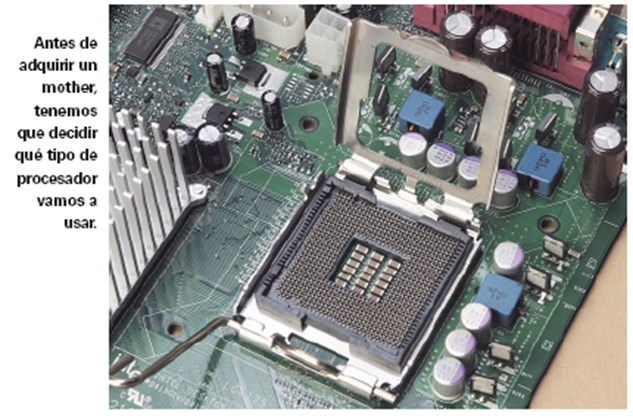 Antes de
adquirir un
mother,
tenemos
que decidir
qué tipo de
procesador
vamos a
usar.